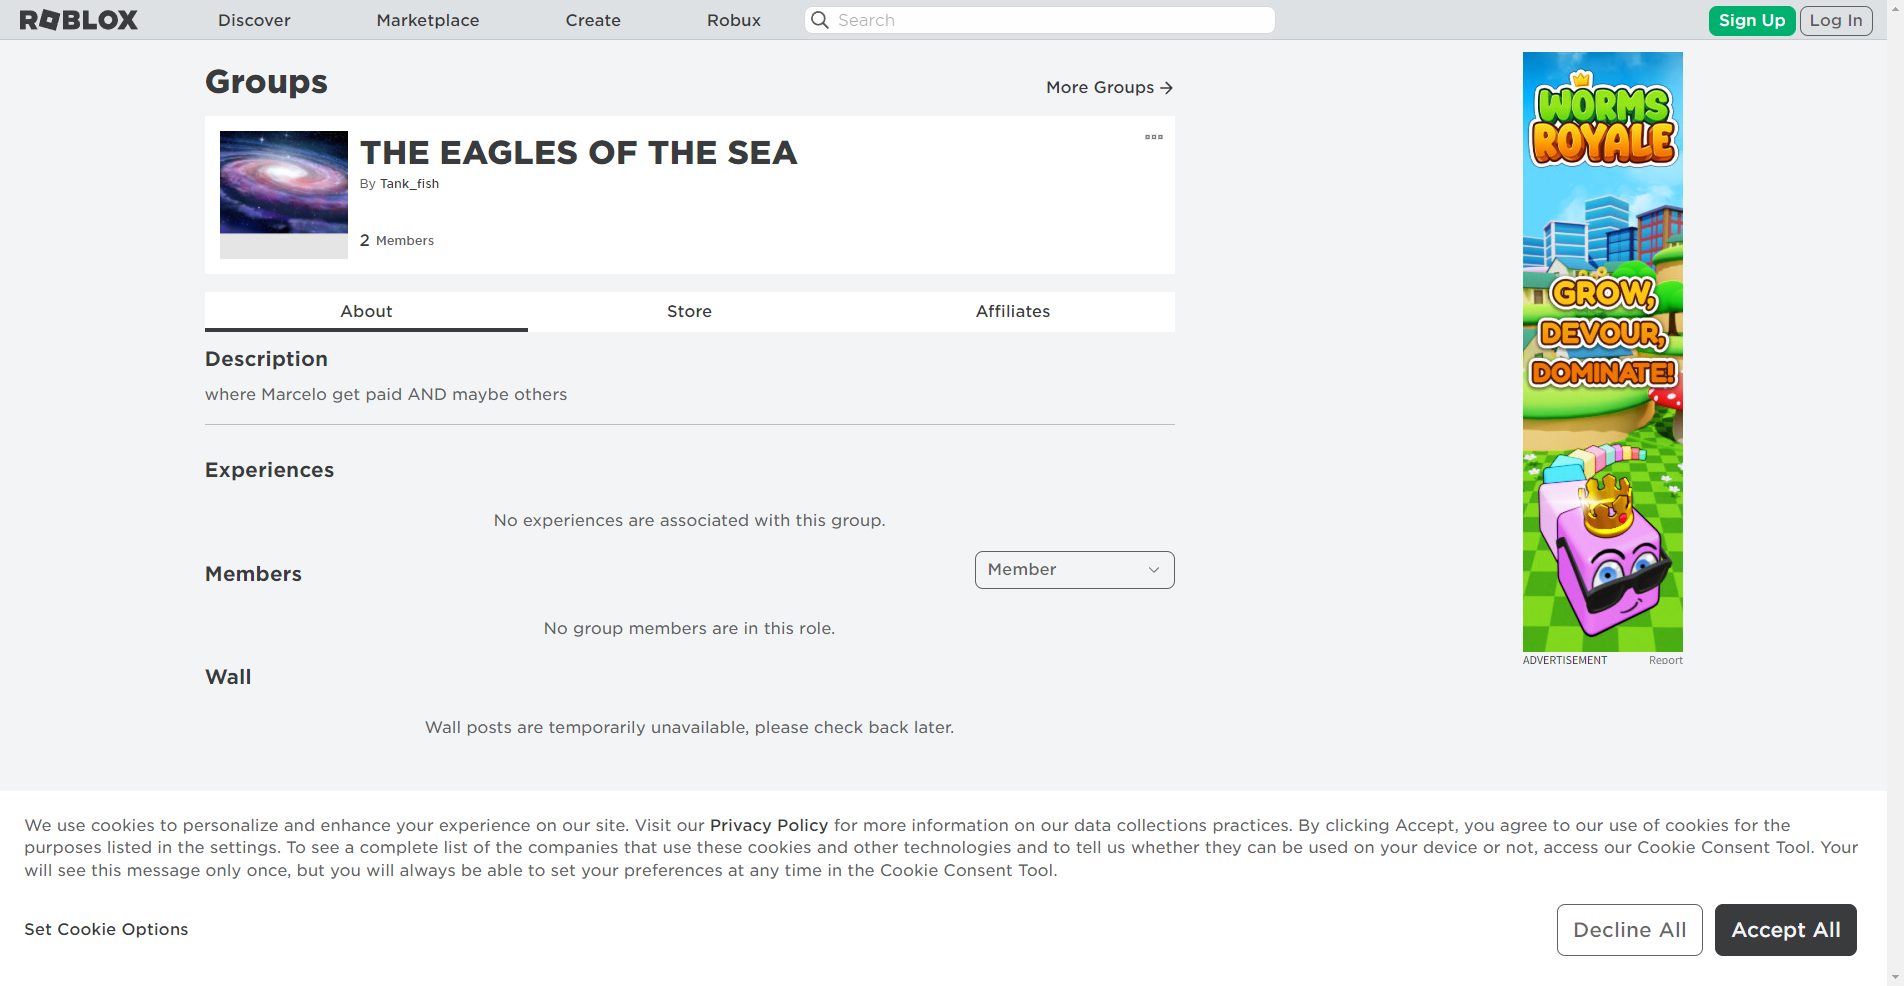 ROBLOX
Discover
Marketplace
Create
Robux
Search
Sign Up
Log In
Groups
More Groups
THE EAGLES OF THE SEA
By Tank_fish
2 Members
About
Store
Affiliates
Description
where Marcelo get paid AND maybe others
Experiences
No experiences are associated with this group.
Members
Member
No group members are in this role.
Wall
Wall posts are temporarily unavailable, please check back later.
WORMS
ROYALE
GROW,
DEVOUR,
DOMINATE!
ADVERTISEMENT
Report
We use cookies to personalize and enhance your experience on our site. Visit our Privacy Policy for more information on our data collections practices. By clicking Accept, you agree to our use of cookies for the
purposes listed in the settings. To see a complete list of the companies that use these cookies and other technologies and to tell us whether they can be used on your device or not, access our Cookie Consent Tool. Your
will see this message only once, but you will always be able to set your preferences at any time in the Cookie Consent Tool.
Set Cookie Options
Decline All
Accept All